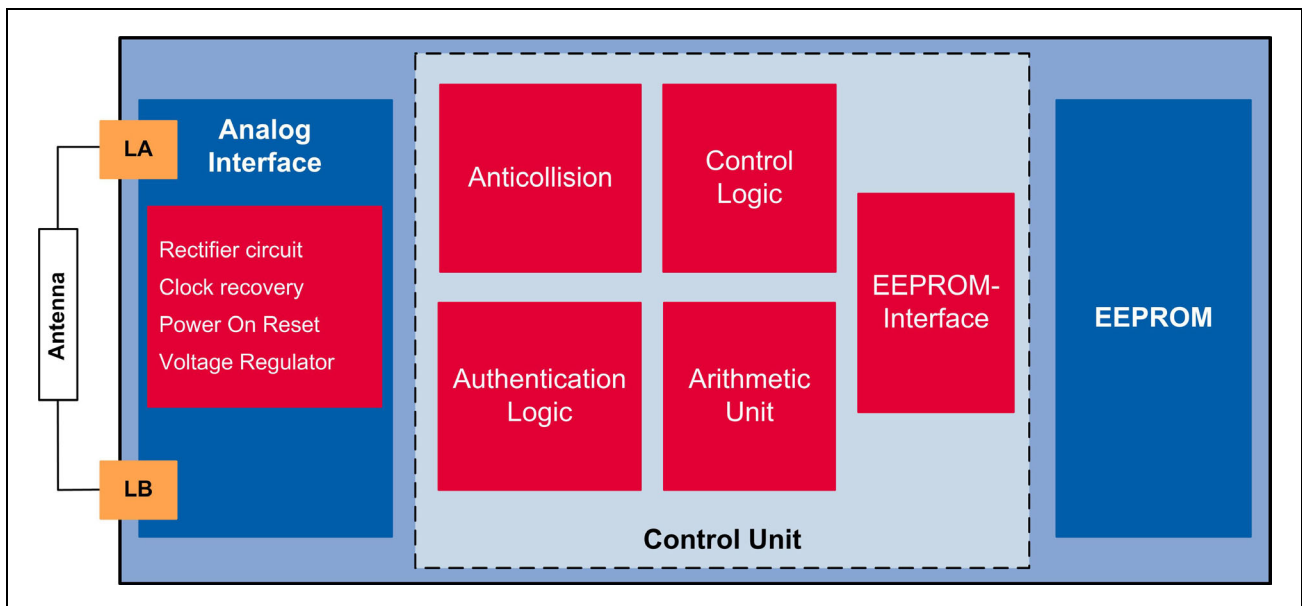 Antenna
LA
LB
Analog
Interface
Rectifier circuit
Clock recovery
Power On Reset
Voltage Regulator
Anticollision
Control
Logic
Authentication
Logic
Arithmetic
Unit
EEPROM-
Interface
Control Unit
EEPROM